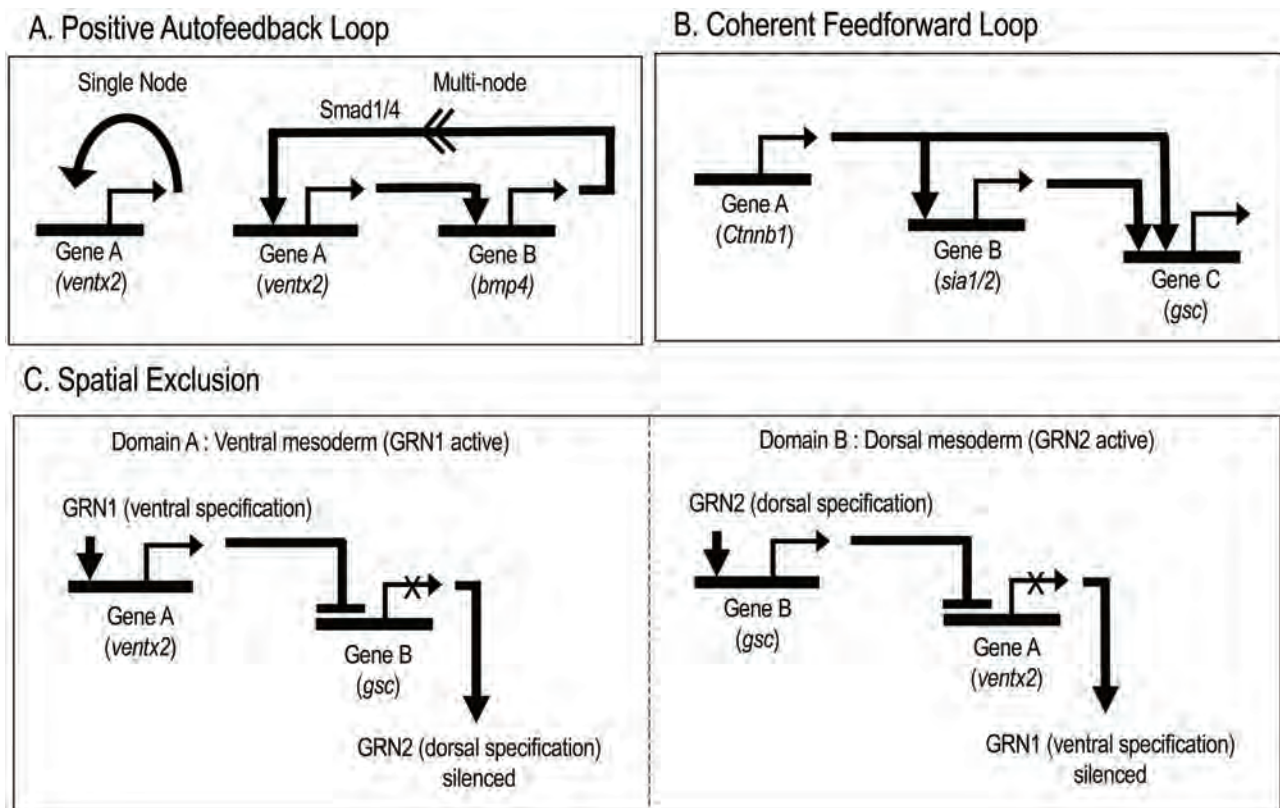 A. Positive Autofeedback Loop
Single Node
Multi-node
Smad1/4
Gene A
(ventx2)
Gene A
(ventx2)
Gene B
(bmp4)
B. Coherent Feedforward Loop
Gene A
(Ctnnb1)
Gene B
(sia1/2)
Gene C
(gsc)
C. Spatial Exclusion
Domain A : Ventral mesoderm (GRN1 active)
GRN1 (ventral specification)
Gene A
(ventx2)
Gene B
(gsc)
GRN2 (dorsal specification)
silenced
Domain B : Dorsal mesoderm (GRN2 active)
GRN2 (dorsal specification)
Gene B
(gsc)
Gene A
(ventx2)
GRN1 (ventral specification)
silenced